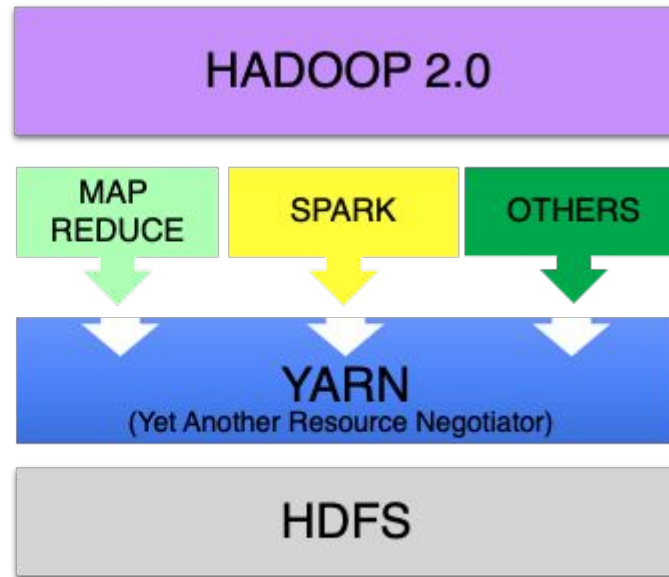 HADOOP 2.0
MAP
REDUCE
SPARK
OTHERS
YARN
(Yet Another Resource Negotiator)
HDFS